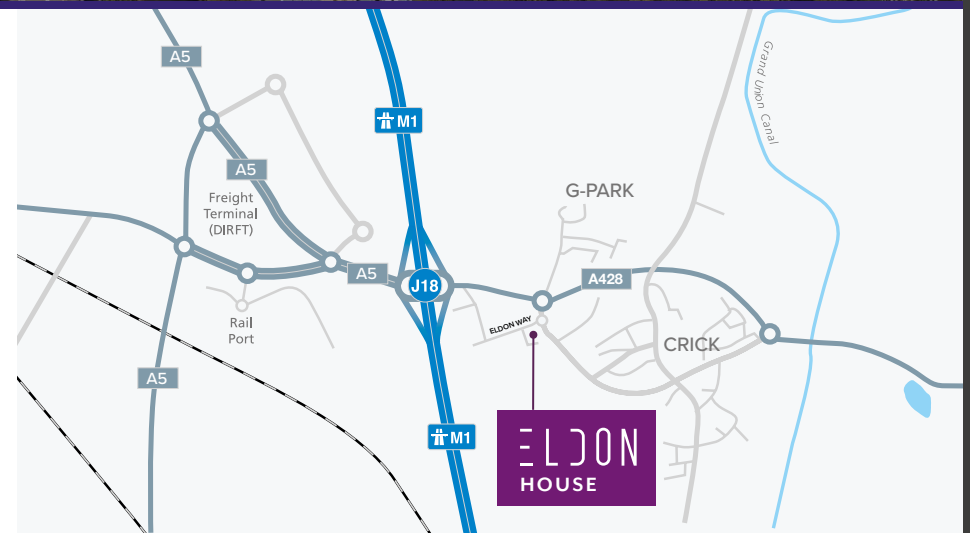 A5
Grand Union Canal
M1
A5
G-PARK
Freight
Terminal
(DIRFT)
A5
A428
J18
ELDON WAY
Rail
Port
CRICK
A5
M1
ELDON
HOUSE